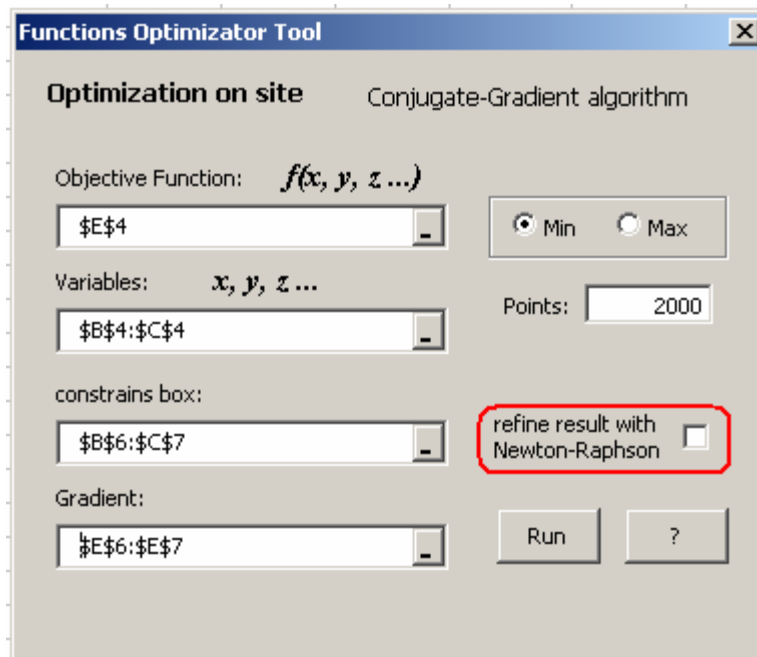 Functions Optimizator Tool
Optimization on site Conjugate-Gradient algorithm
Objective Function: f(x, y, z ...)
$E$4
Min Max
Variables: x, y, z ...
$B$4:$C$4
Points: 2000
constrains box:
$B$6:$C$7
refine result with
Newton-Raphson
Gradient:
$E$6:$E$7
Run ?